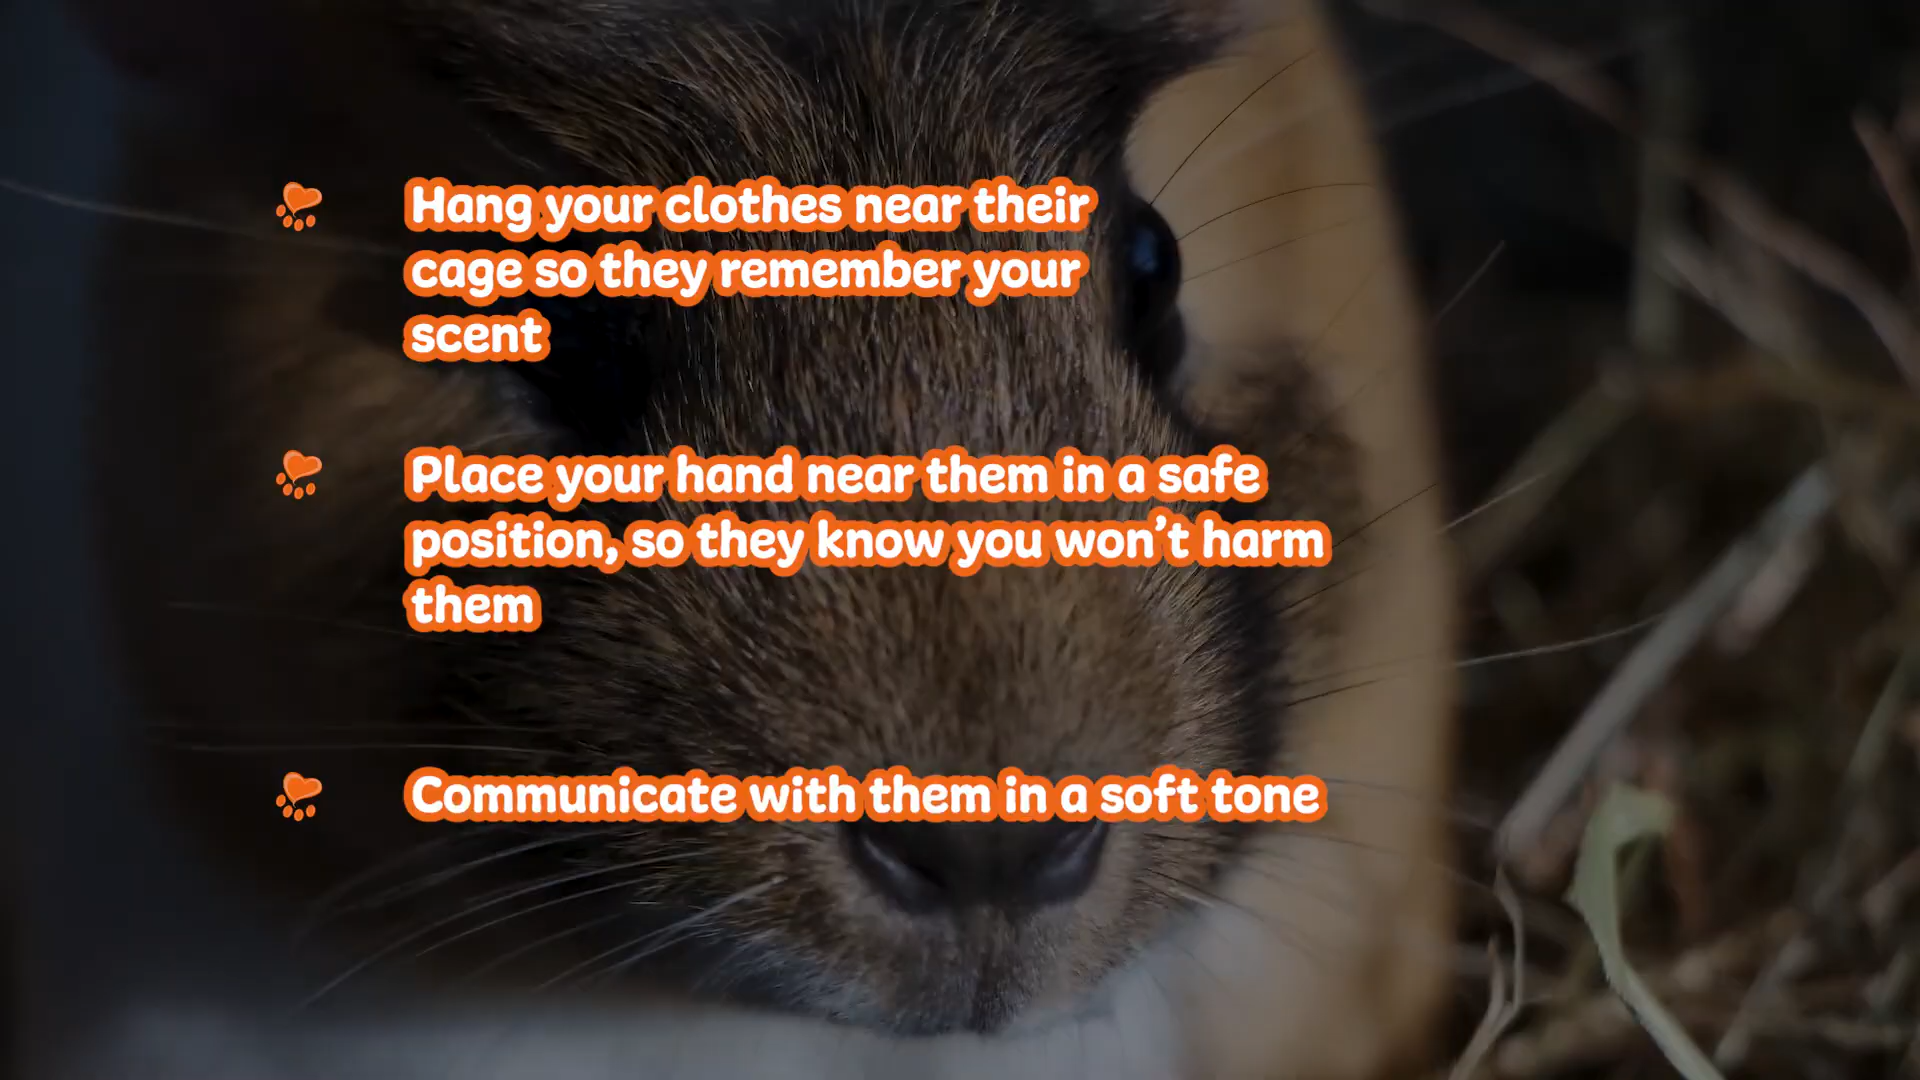 Hang your clothes near their
cage so they remember your
scent
Place your hand near them in a safe
position, so they know you won’t harm
them
Communicate with them in a soft tone